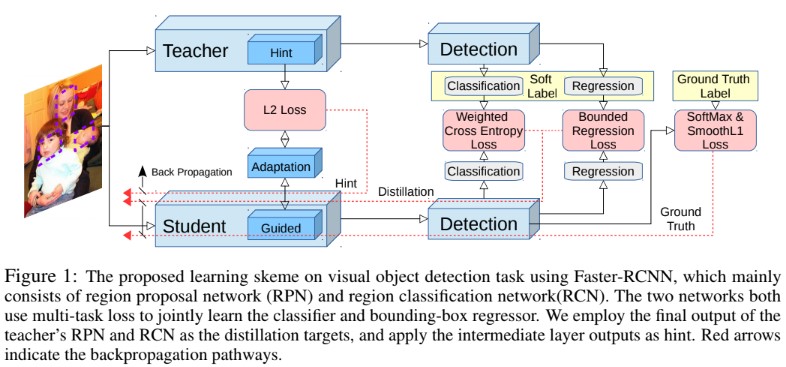 Teacher
Hint
Detection
Classification
Soft
Label
Regression
Ground Truth
Label
L2 Loss
Weighted
Cross Entropy
Loss
Bounded
Regression
Loss
SoftMax &
SmoothL1
Loss
Back Propagation
Adaptation
Hint
Classification
Regression
Distillation
Student
Guided
Detection
Ground
Truth
Figure 1: The proposed learning skeme on visual object detection task using Faster-RCNN, which mainly
consists of region proposal network (RPN) and region classification network(RCN). The two networks both
use multi-task loss to jointly learn the classifier and bounding-box regressor. We employ the final output of the
teacher's RPN and RCN as the distillation targets, and apply the intermediate layer outputs as hint. Red arrows
indicate the backpropagation pathways.